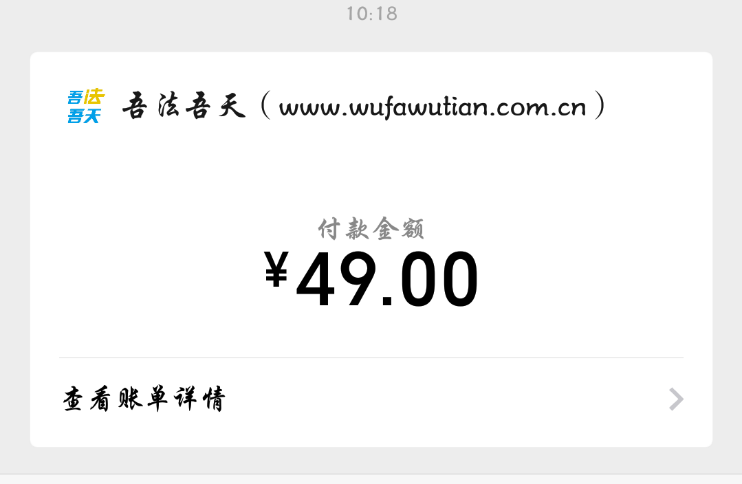 10:18
吾法
吾天
吾法吾天（www.wufawutian.com.cn）
付款金额
¥49.00
查看账单详情